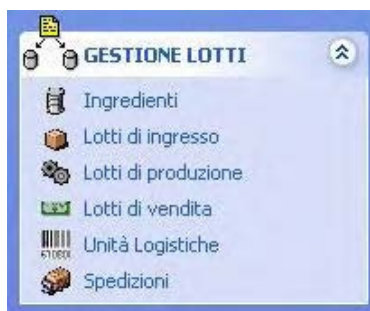 GESTIONE LOTTI
Ingredienti
Lotti di ingresso
Lotti di produzione
Lotti di vendita
Unità Logistiche
Spedizioni